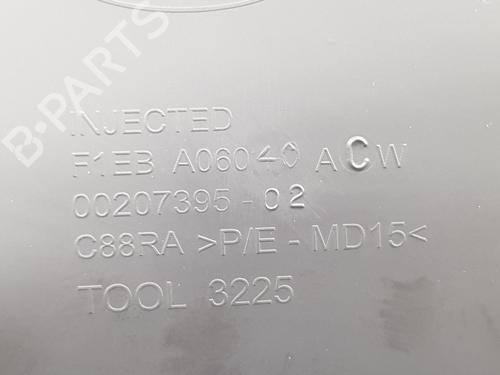 B-PARTS
INJECTED
F1EB A06040 ACW
00207395-02
C88RA >P/E - MD15<
TOOL 3225